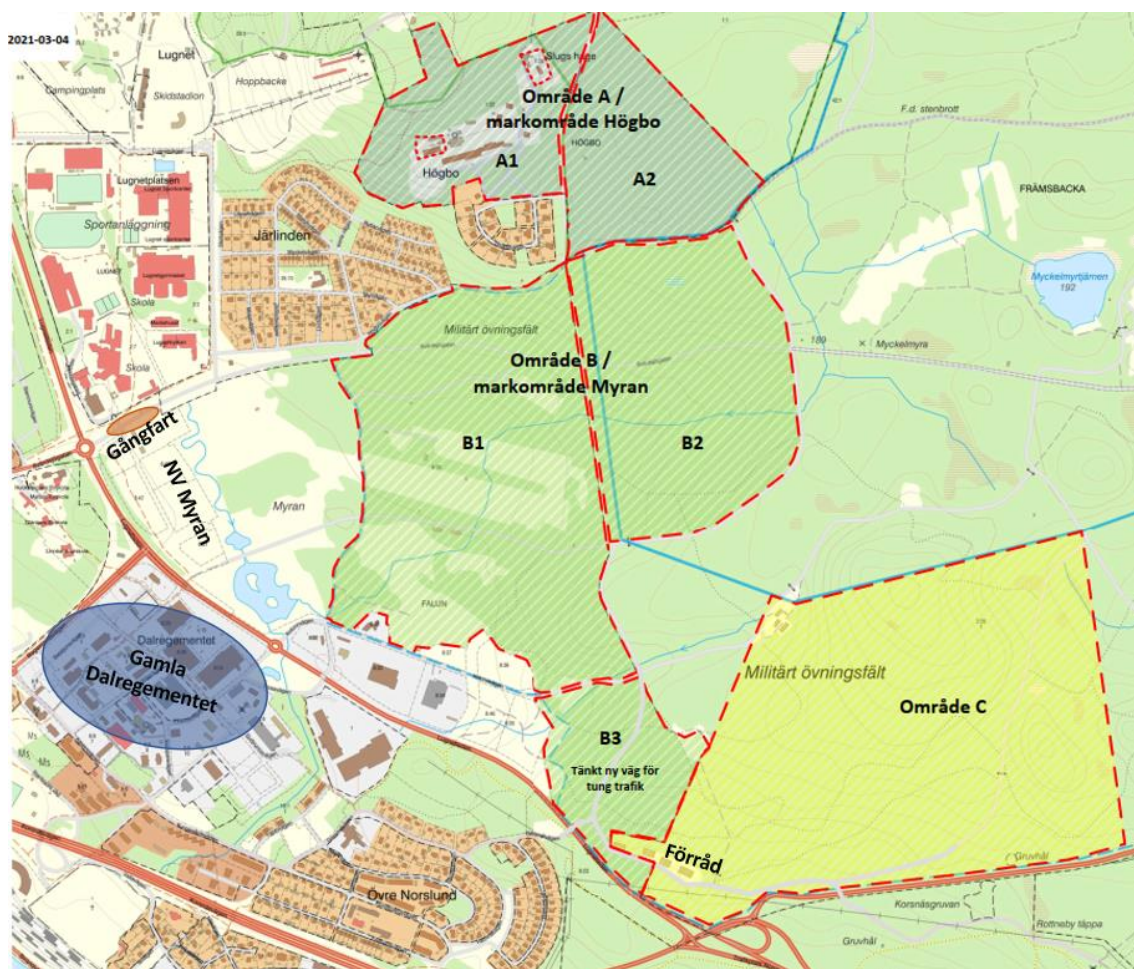 2021-03-04
Lugnet
Slugs hage
Campingplats
Skidstadion
Hoppbacke
Område A /
markområde Högbo
F.d. stenbrott
HÖGBO
A1
A2
Högbo
Lugnetplatsen
FRÄMSBACKA
Sportanläggning
Järlinden
LUGNET
Myckelmyrtjärnen
192
Skola
Militärt övningsfält
189
Myckelmyra
Område B /
markområde Myran
Skola
Gångfart
B1
B2
NV Myran
Myran
FALUN
Dalregementet
Gamla
Dalregementet
Militärt övningsfält
Område C
B3
Tänkt ny väg för
tung trafik
Förråd
Gruvhål
Övre Norslund
Korsnäsgruvan
Rottneby täppa
Gruvhål